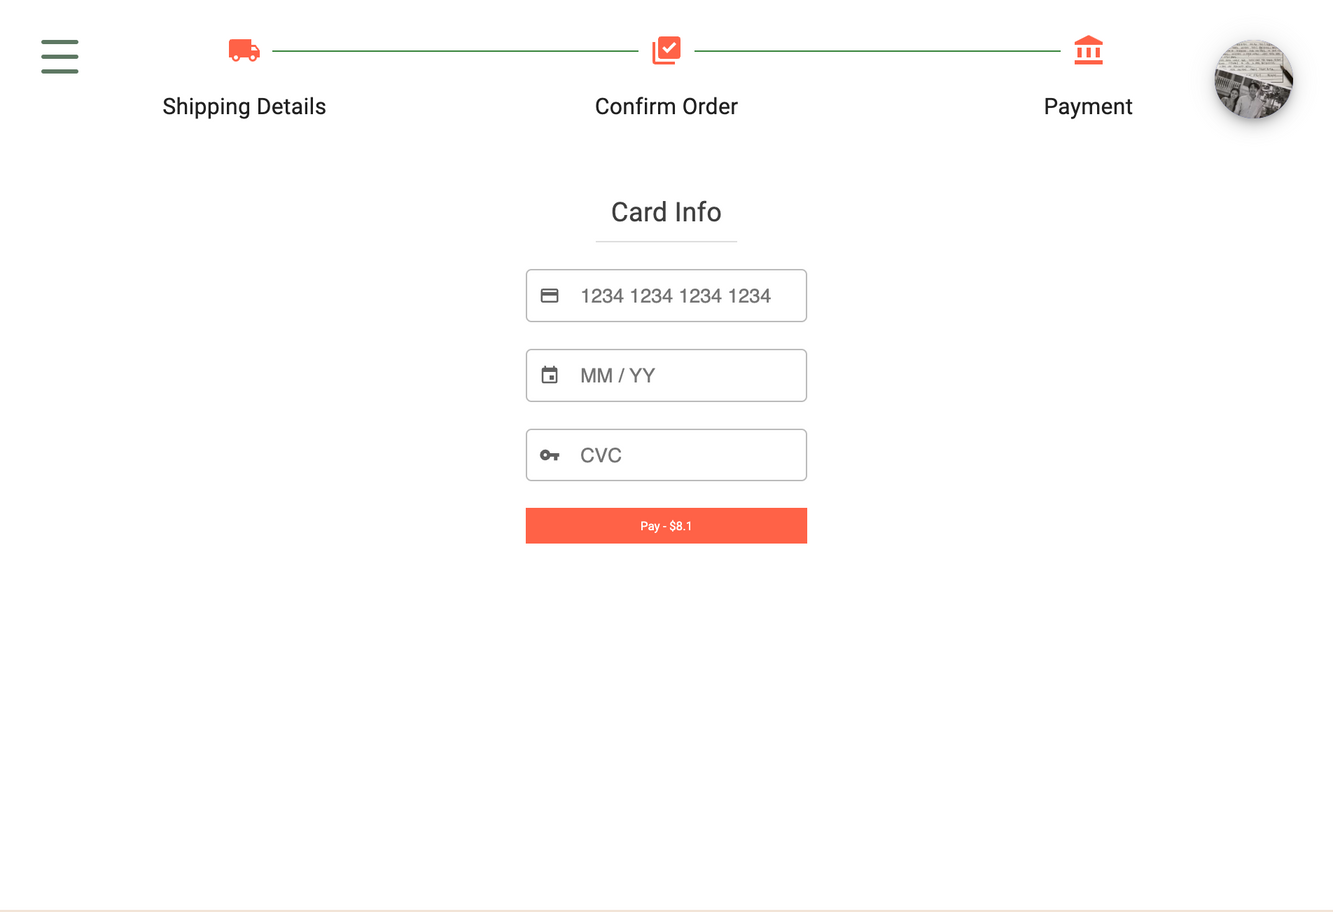 Shipping Details
Confirm Order
Payment
Card Info
1234 1234 1234 1234
MM / YY
CVC
Pay - $8.1